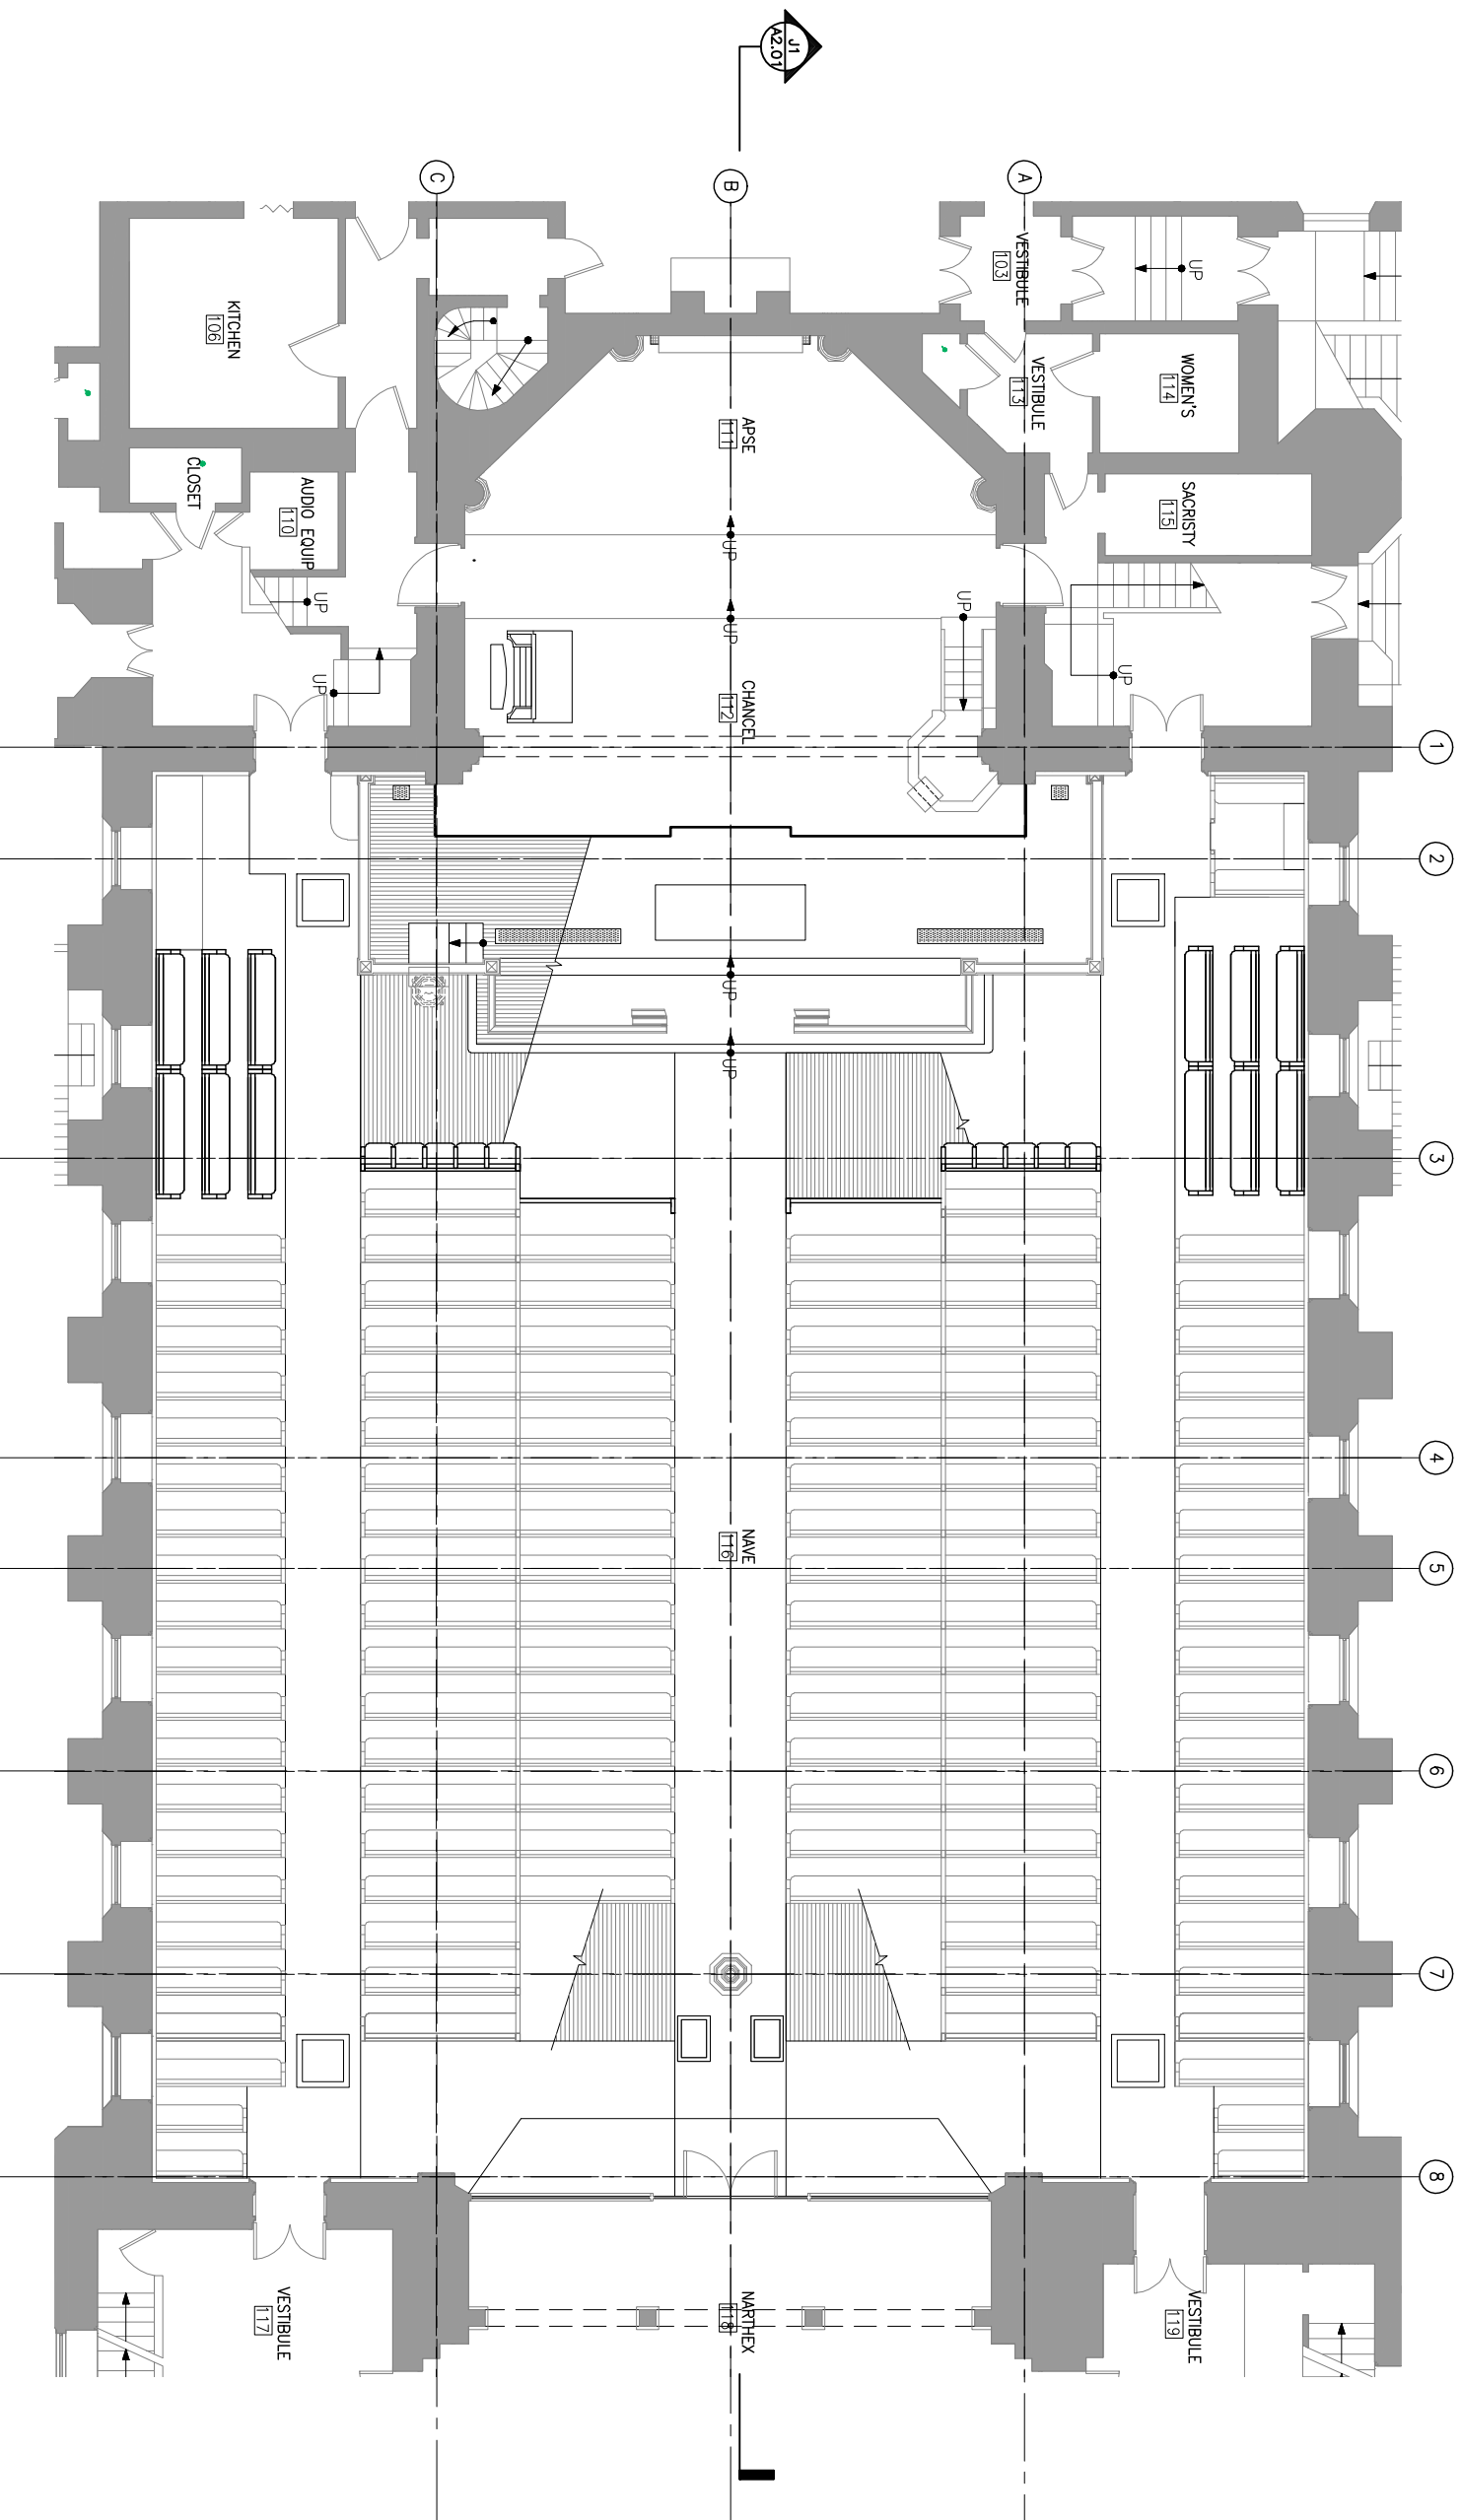 J1
A2.01
C
B
A
VESTIBULE
103
UP
KITCHEN
106
WOMEN'S
114
VESTIBULE
113
APSE
111
CLOSET
AUDIO EQUIP
110
SACRISTY
115
UP
UP
UP
UP
UP
UP
CHANCEL
112
1
2
UP
UP
3
4
NAVE
116
5
6
7
8
VESTIBULE
117
NARTHEX
118
VESTIBULE
119